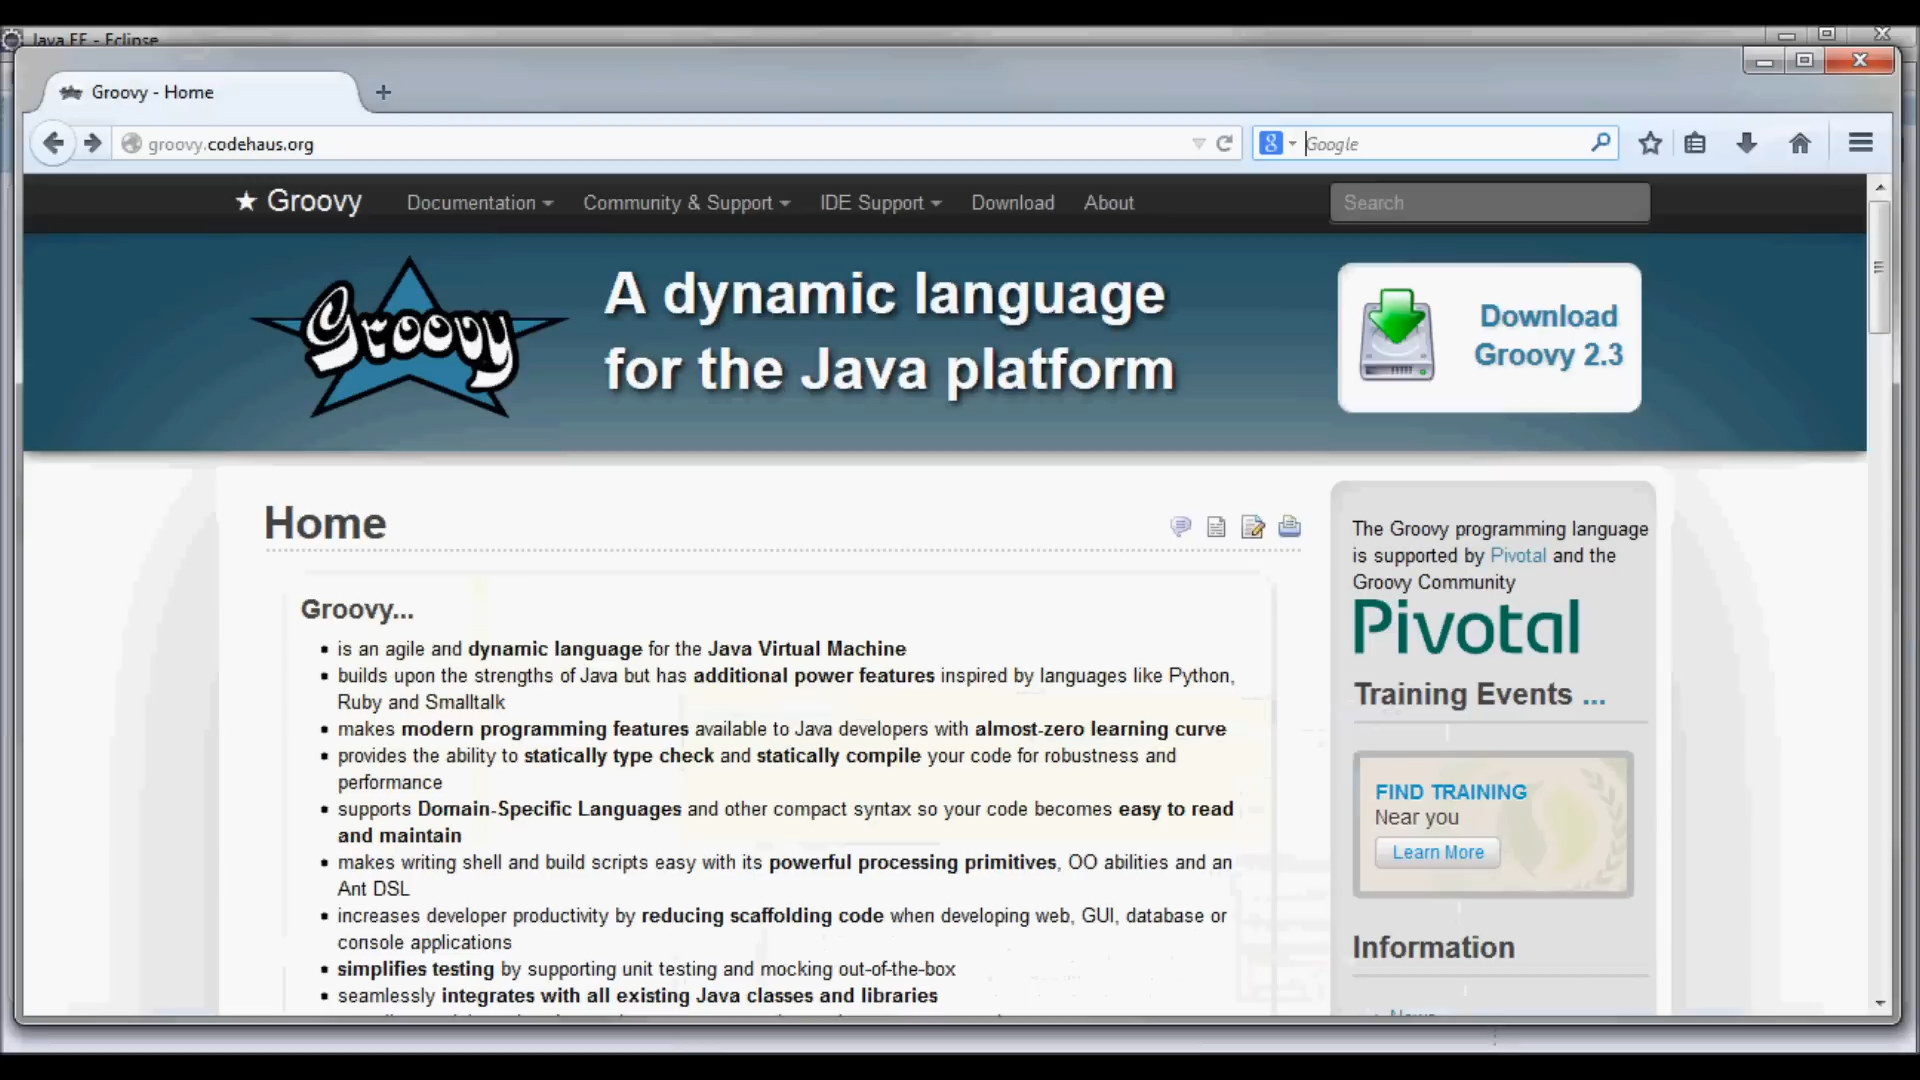 Java EE - Eclipse
Groovy - Home
groovy.codehaus.org
Google
Groovy
Documentation
Community & Support
IDE Support
Download
About
Search
Groovy
A dynamic language
for the Java platform
Download
Groovy 2.3
Home
Groovy...
is an agile and dynamic language for the Java Virtual Machine
builds upon the strengths of Java but has additional power features inspired by languages like Python,
Ruby and Smalltalk
makes modern programming features available to Java developers with almost-zero learning curve
provides the ability to statically type check and statically compile your code for robustness and
performance
supports Domain-Specific Languages and other compact syntax so your code becomes easy to read
and maintain
makes writing shell and build scripts easy with its powerful processing primitives, OO abilities and an
Ant DSL
increases developer productivity by reducing scaffolding code when developing web, GUI, database or
console applications
simplifies testing by supporting unit testing and mocking out-of-the-box
seamlessly integrates with all existing Java classes and libraries
The Groovy programming language
is supported by Pivotal and the
Groovy Community
Pivotal
Training Events ...
FIND TRAINING
Near you
Learn More
Information